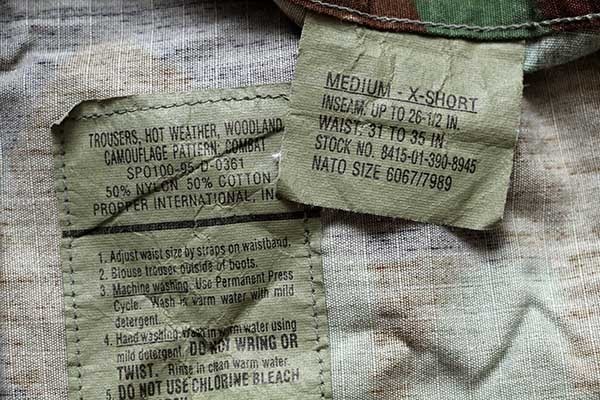 TROUSERS, HOT WEATHER, WOODLAND
CAMOUFLAGE PATTERN: COMBAT
SPO100-95-D-0361
50% NYLON 50% COTTON
PROPPER INTERNATIONAL, IN
1. Adjust waist size by straps on waistband.
2. Blouse trouser outside of boots.
3. Machine washing: Use Permanent Press
Cycle. Wash in warm water with mild
detergent.
4. Hand washing: Wash in warm water using
mild detergent. DO NOT WRING OR
TWIST. Rinse in clean warm water.
5. DO NOT USE CHLORINE BLEACH
MEDIUM - X-SHORT
INSEAM: UP TO 26-1/2 IN.
WAIST: 31 TO 35 IN.
STOCK NO. 8415-01-390-8945
NATO SIZE 6067/7989